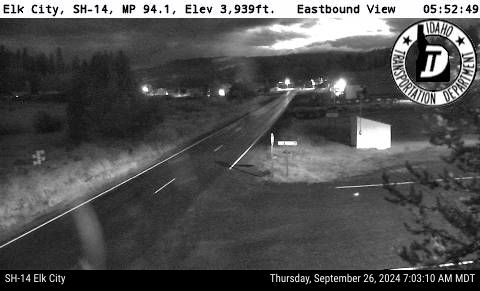 Elk City, SH-14, MP 94.1, Elev 3,939ft. Eastbound View 05:52:49
IDAHO
TRANSPORTATION DEPARTMENT
SH-14 Elk City Thursday, September 26, 2024 7:03:10 AM MDT